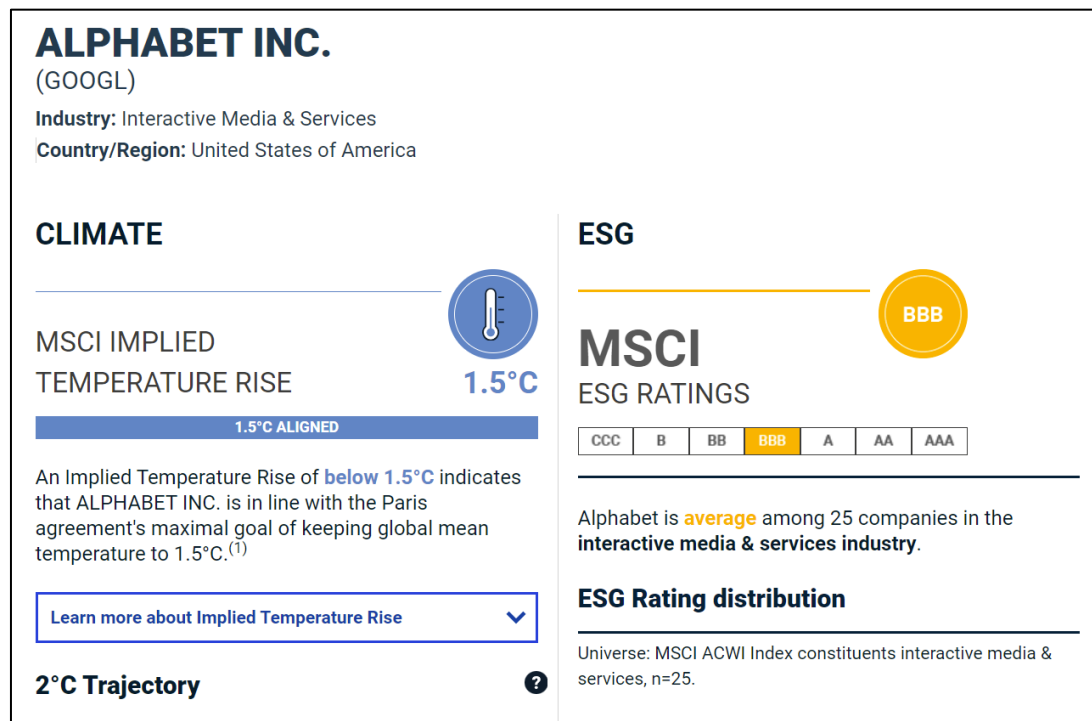 ALPHABET INC.
(GOOGL)
Industry: Interactive Media & Services
Country/Region: United States of America
CLIMATE
MSCI IMPLIED
TEMPERATURE RISE
1.5°C
1.5°C ALIGNED
An Implied Temperature Rise of below 1.5°C indicates
that ALPHABET INC. is in line with the Paris
agreement's maximal goal of keeping global mean
temperature to 1.5°C.(1)
Learn more about Implied Temperature Rise
2°C Trajectory
?
ESG
BBB
MSCI
ESG RATINGS
CCC B BB BBB A AA AAA
Alphabet is average among 25 companies in the
interactive media & services industry.
ESG Rating distribution
Universe: MSCI ACWI Index constituents interactive media &
services, n=25.